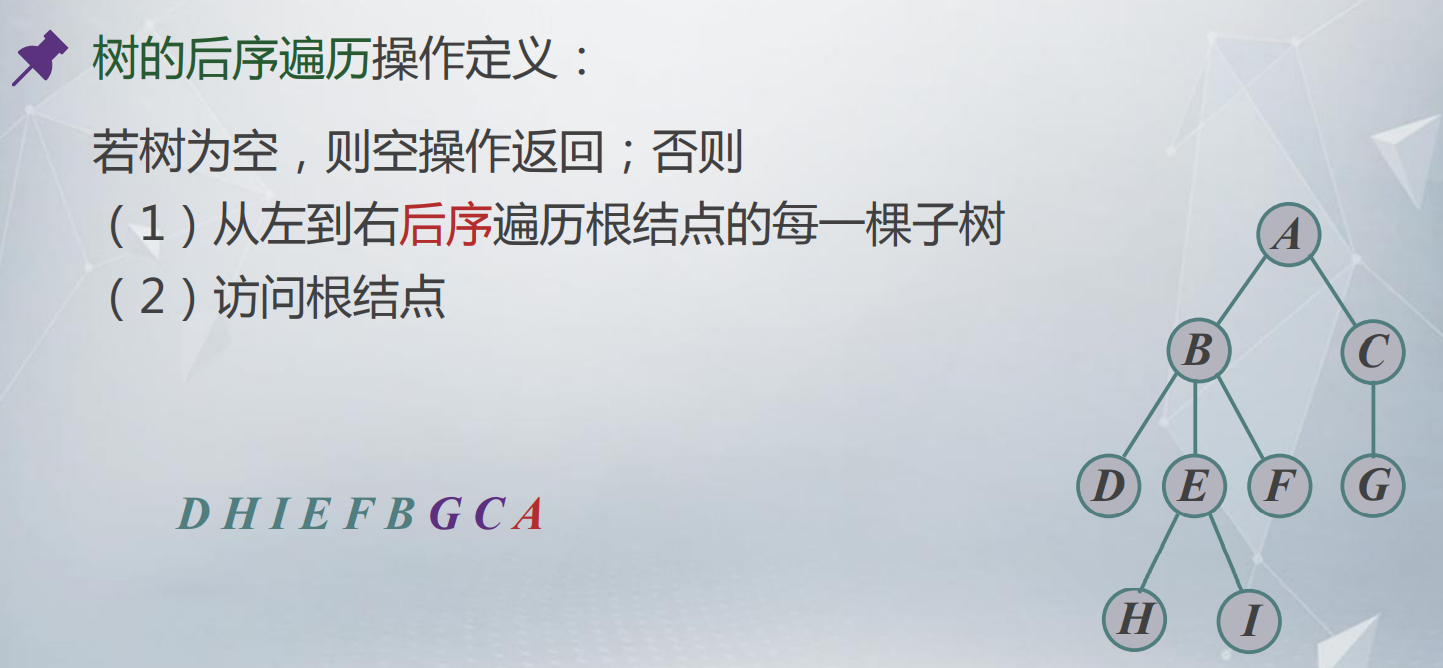 树的后序遍历操作定义：
若树为空，则空操作返回；否则
（1）从左到右后序遍历根结点的每一棵子树
（2）访问根结点
A
B C
D E F G
H I
D H I E F B G C A